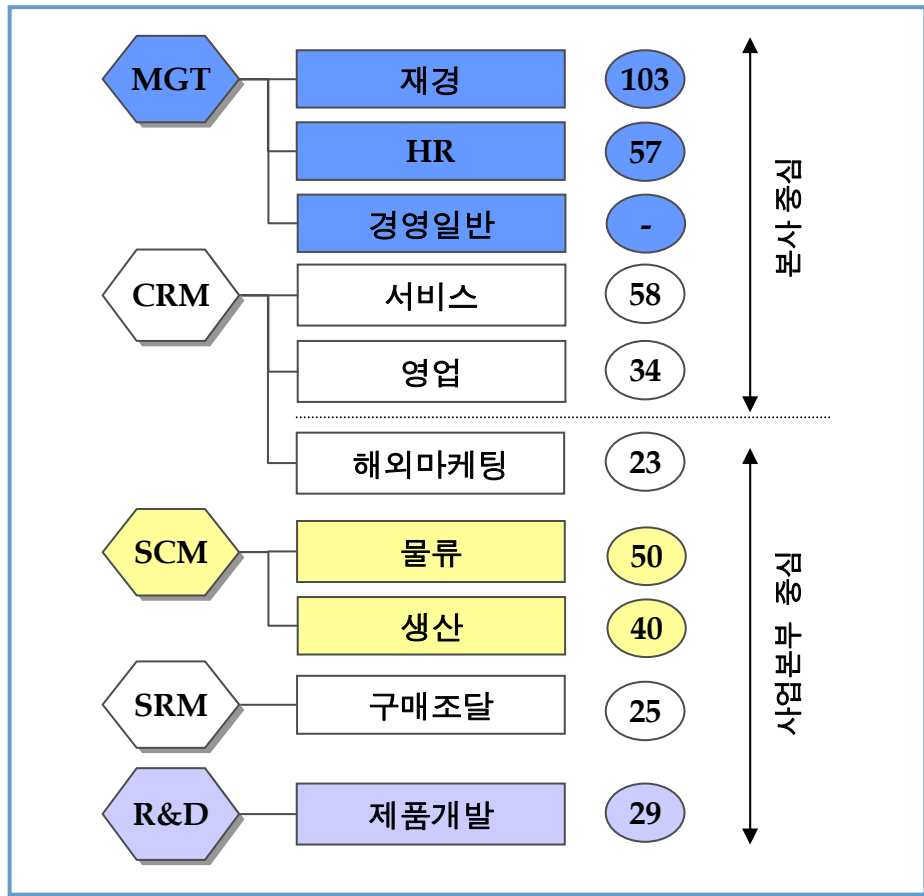 MGT
재경
103
HR
57
경영일반
-
CRM
서비스
58
영업
34
해외마케팅
23
SCM
물류
50
생산
40
SRM
구매조달
25
R&D
제품개발
29
본사 중심
사업본부 중심